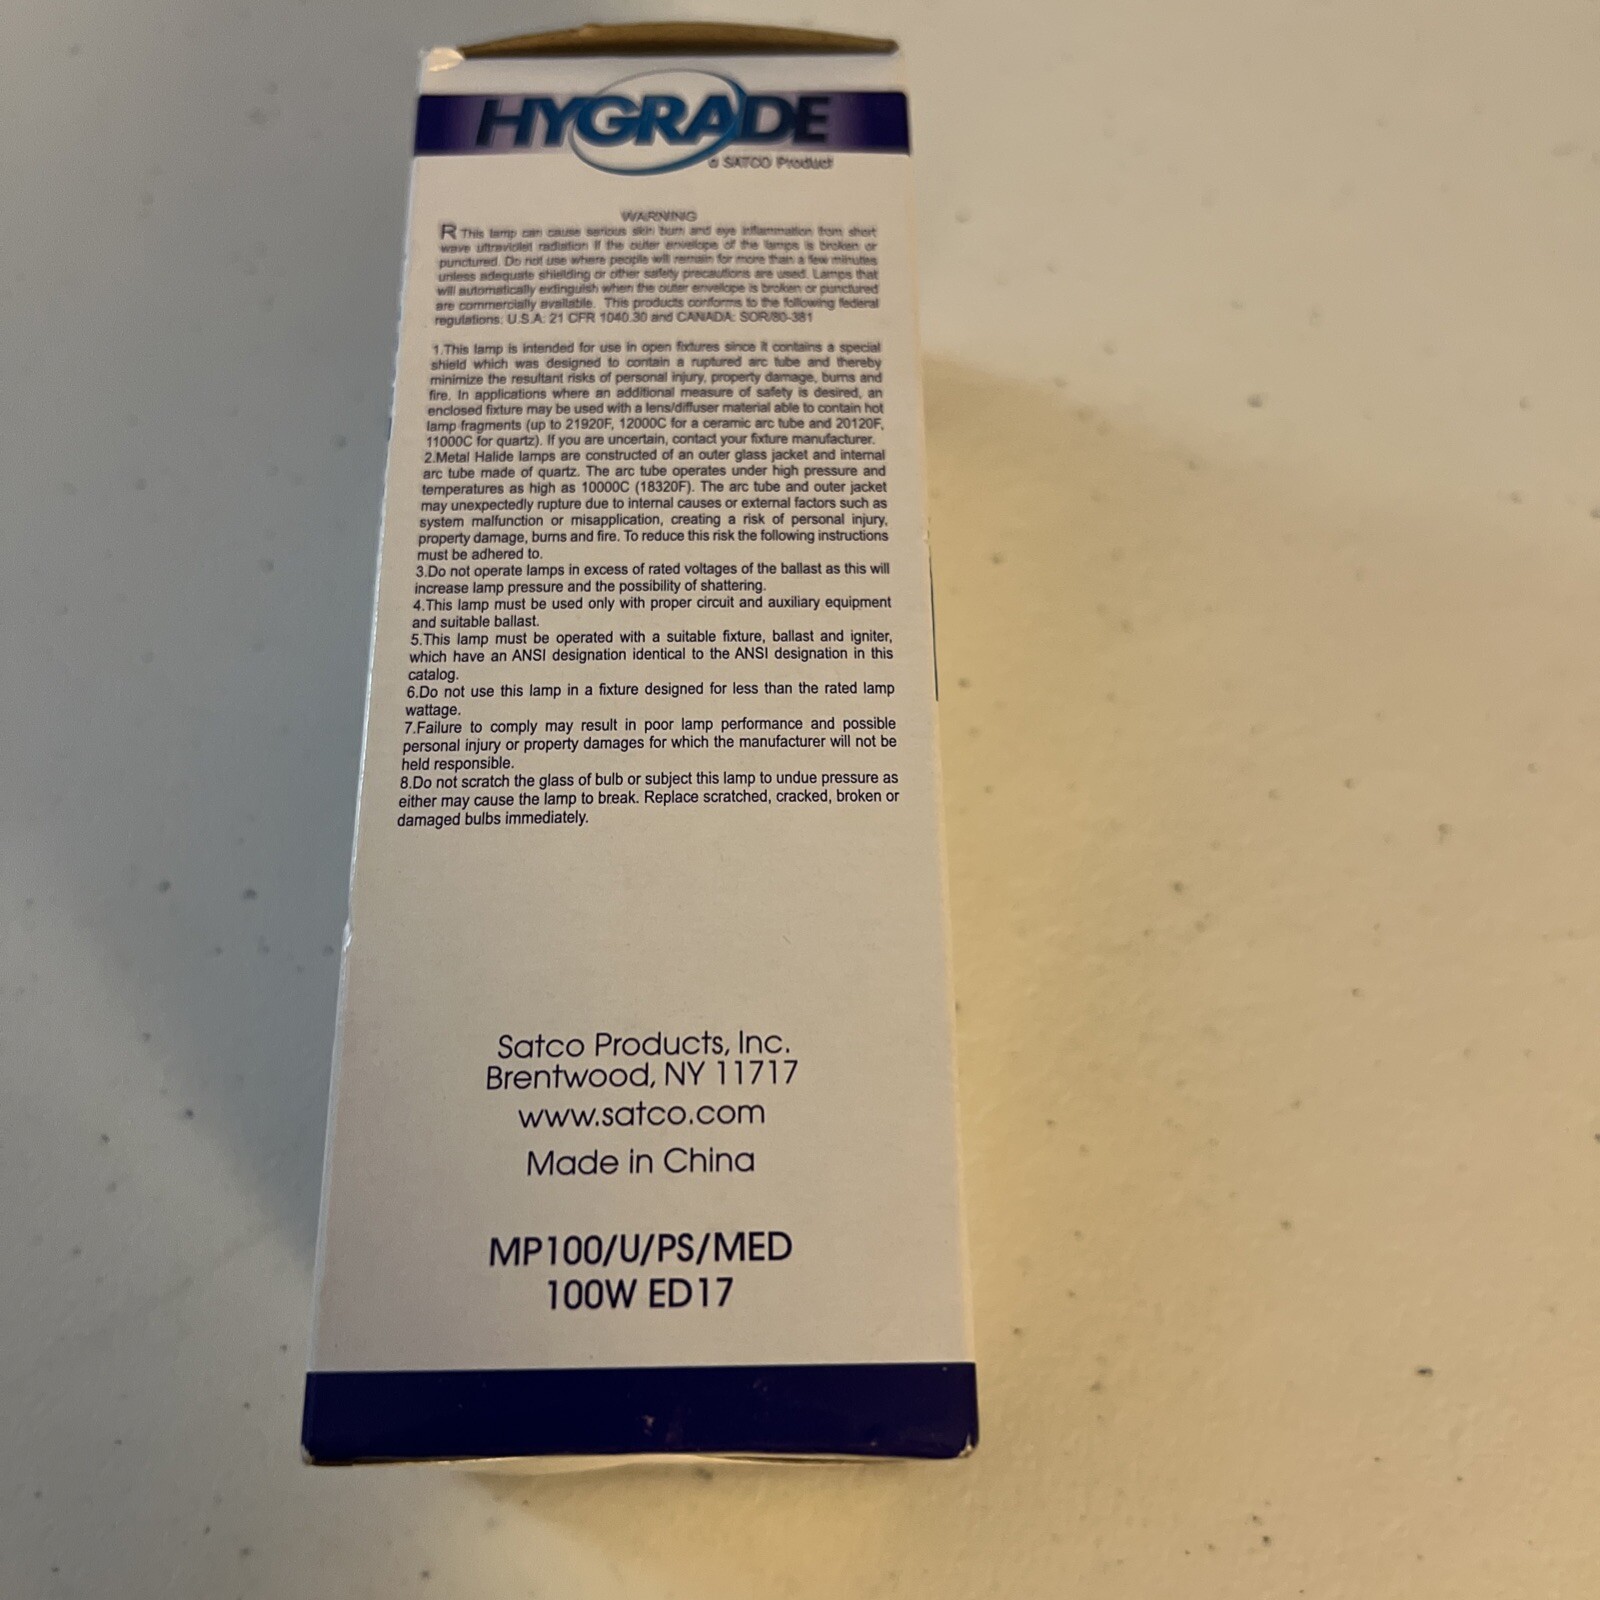 HYGRADE
a SATCO Product
WARNING
R This lamp can cause serious skin burn and eye inflammation from short
wave ultraviolet radiation if the outer envelope of the lamps is broken or
punctured. Do not use where people will remain for more than a few minutes
unless adequate shielding or other safety precautions are used. Lamps that
will automatically extinguish when the outer envelope is broken or punctured
are commercially available. This products conforms to the following federal
regulations: U.S.A: 21 CFR 1040.30 and CANADA: SOR/80-381
1.This lamp is intended for use in open fixtures since it contains a special
shield which was designed to contain a ruptured arc tube and thereby
minimize the resultant risks of personal injury, property damage, burns and
fire. In applications where an additional measure of safety is desired, an
enclosed fixture may be used with a lens/diffuser material able to contain hot
lamp fragments (up to 21920F, 12000C for a ceramic arc tube and 20120F,
11000C for quartz). If you are uncertain, contact your fixture manufacturer.
2.Metal Halide lamps are constructed of an outer glass jacket and internal
arc tube made of quartz. The arc tube operates under high pressure and
temperatures as high as 10000C (18320F). The arc tube and outer jacket
may unexpectedly rupture due to internal causes or external factors such as
system malfunction or misapplication, creating a risk of personal injury,
property damage, burns and fire. To reduce this risk the following instructions
must be adhered to.
3.Do not operate lamps in excess of rated voltages of the ballast as this will
increase lamp pressure and the possibility of shattering.
4.This lamp must be used only with proper circuit and auxiliary equipment
and suitable ballast.
5.This lamp must be operated with a suitable fixture, ballast and igniter,
which have an ANSI designation identical to the ANSI designation in this
catalog.
6.Do not use this lamp in a fixture designed for less than the rated lamp
wattage.
7.Failure to comply may result in poor lamp performance and possible
personal injury or property damages for which the manufacturer will not be
held responsible.
8.Do not scratch the glass of bulb or subject this lamp to undue pressure as
either may cause the lamp to break. Replace scratched, cracked, broken or
damaged bulbs immediately.
Satco Products, Inc.
Brentwood, NY 11717
www.satco.com
Made in China
MP100/U/PS/MED
100W ED17